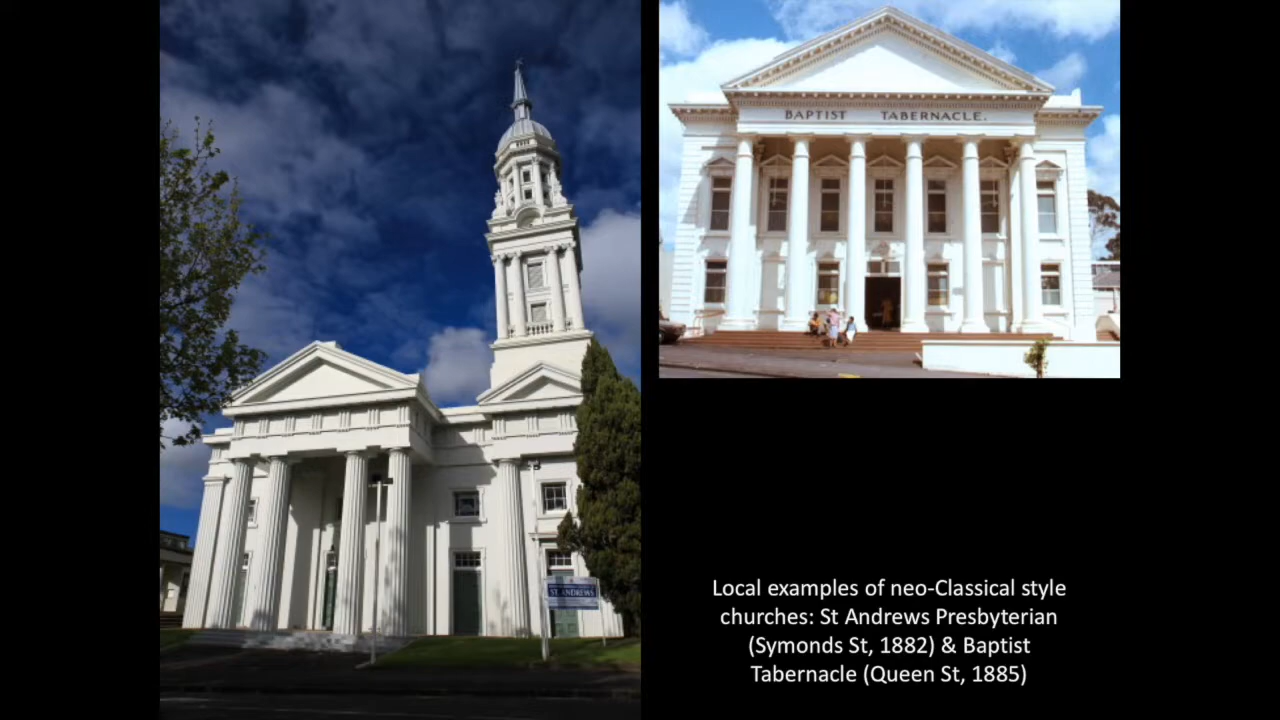 BAPTIST TABERNACLE.
ST ANDREWS
Local examples of neo-Classical style
churches: St Andrews Presbyterian
(Symonds St, 1882) & Baptist
Tabernacle (Queen St, 1885)